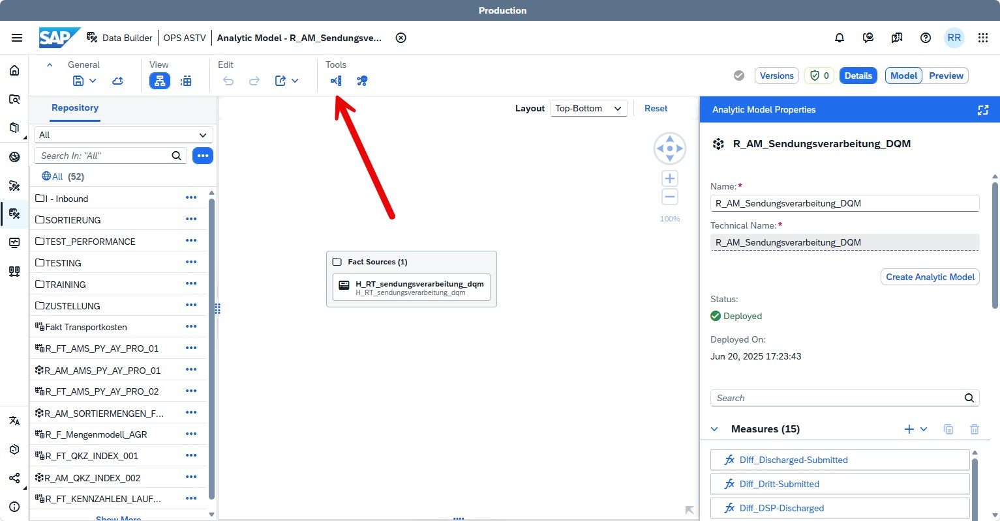 Production
SAP Data Builder OPS ASTV Analytic Model - R_AM_Sendungsve... RR
General View Edit Tools
Versions 0 Details Model Preview
Repository
All
Search In: "All"
All (52)
I - Inbound
SORTIERUNG
TEST_PERFORMANCE
TESTING
TRAINING
ZUSTELLUNG
Fakt Transportkosten
R_FT_AMS_PY_AY_PRO_01
R_AM_AMS_PY_AY_PRO_01
R_FT_AMS_PY_AY_PRO_02
R_AM_SORTIERMENGEN_F...
R_F_Mengenmodell_AGR
R_FT_QKZ_INDEX_001
R_AM_QKZ_INDEX_002
R_FT_KENNZAHLEN_LAUF...
Show More
Layout Top-Bottom Reset
100%
Fact Sources (1)
H_RT_sendungsverarbeitung_dqm
H_RT_sendungsverarbeitung_dqm
Analytic Model Properties
R_AM_Sendungsverarbeitung_DQM
Name:*
R_AM_Sendungsverarbeitung_DQM
Technical Name:*
R_AM_Sendungsverarbeitung_DQM
Create Analytic Model
Status:
Deployed
Deployed On:
Jun 20, 2025 17:23:43
Search
Measures (15)
fx DIff_Discharged-Submitted
fx Diff_Dritt-Submitted
fx Diff_DSP-Discharged